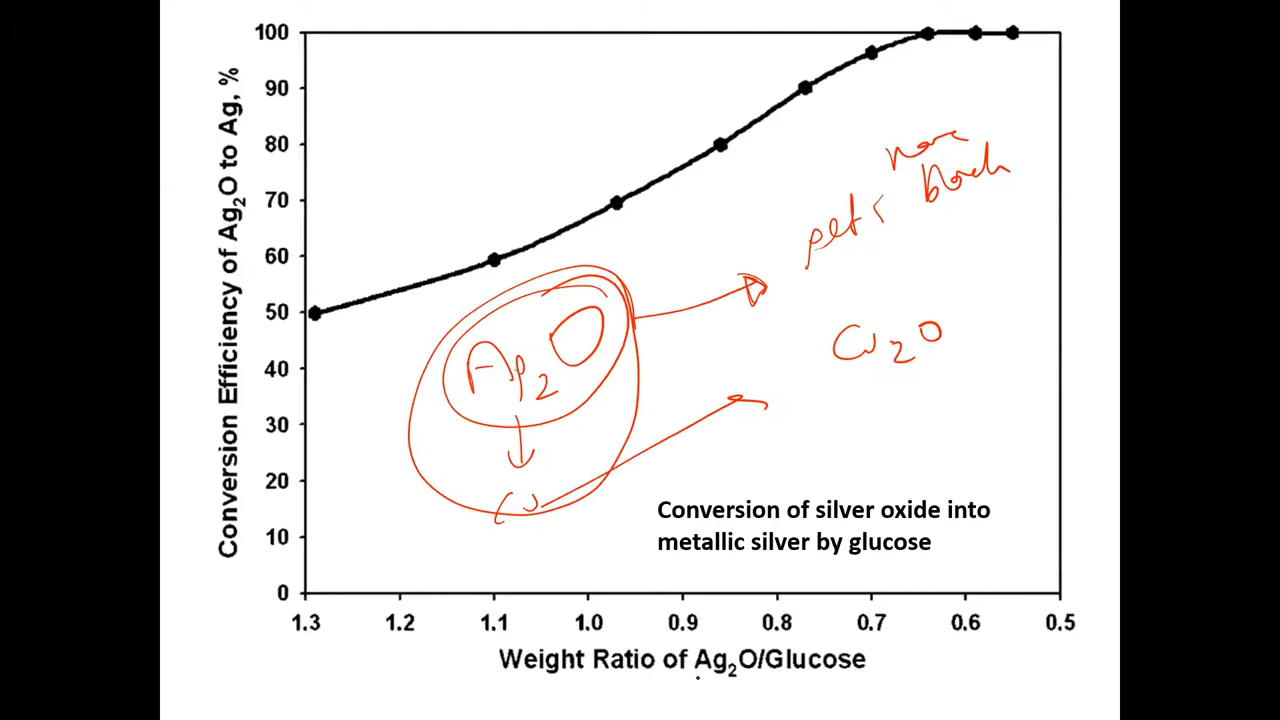 100
90
80
70
60
50
40
30
20
10
0
Conversion Efficiency of Ag2O to Ag, %
Cu2O
Conversion of silver oxide into
metallic silver by glucose
1.3 1.2 1.1 1.0 0.9 0.8 0.7 0.6 0.5
Weight Ratio of Ag2O/Glucose